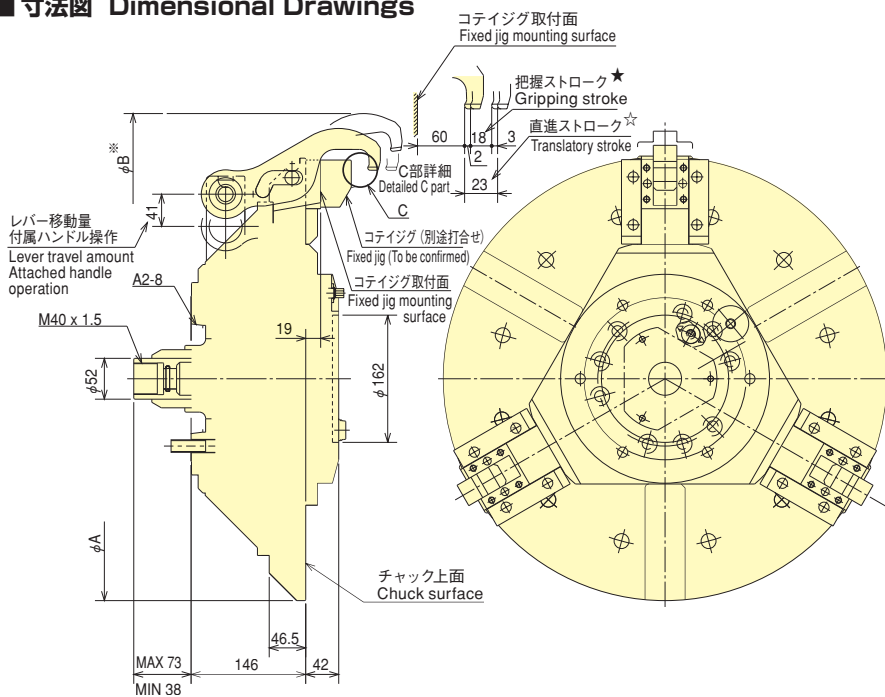 ■寸法図 Dimensional Drawings
コテイジグ取付面
Fixed jig mounting surface
把握ストローク★
Gripping stroke
直進ストローク☆
Translatory stroke
60
18
3
2
23
C部詳細
Detailed C part
C
φB※
41
レバー移動量
付属ハンドル操作
Lever travel amount
Attached handle
operation
コテイジグ (別途打合せ)
Fixed jig (To be confirmed)
コテイジグ取付面
Fixed jig mounting
surface
A2-8
M40 x 1.5
19
φ52
φ162
φA
チャック上面
Chuck surface
46.5
MAX 73
146
42
MIN 38